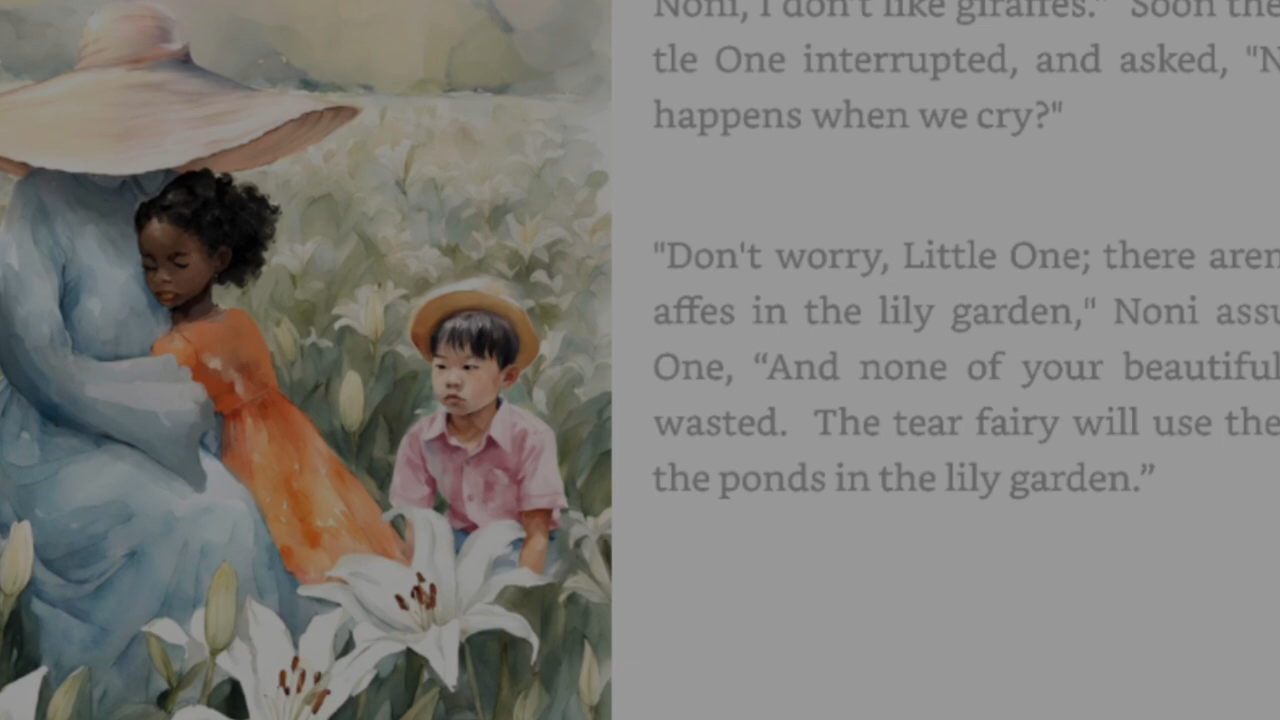 Noni, I don't like giraffes." Soon the
tle One interrupted, and asked, "N
happens when we cry?"
"Don't worry, Little One; there aren
affes in the lily garden," Noni assu
One, “And none of your beautiful
wasted. The tear fairy will use the
the ponds in the lily garden.”